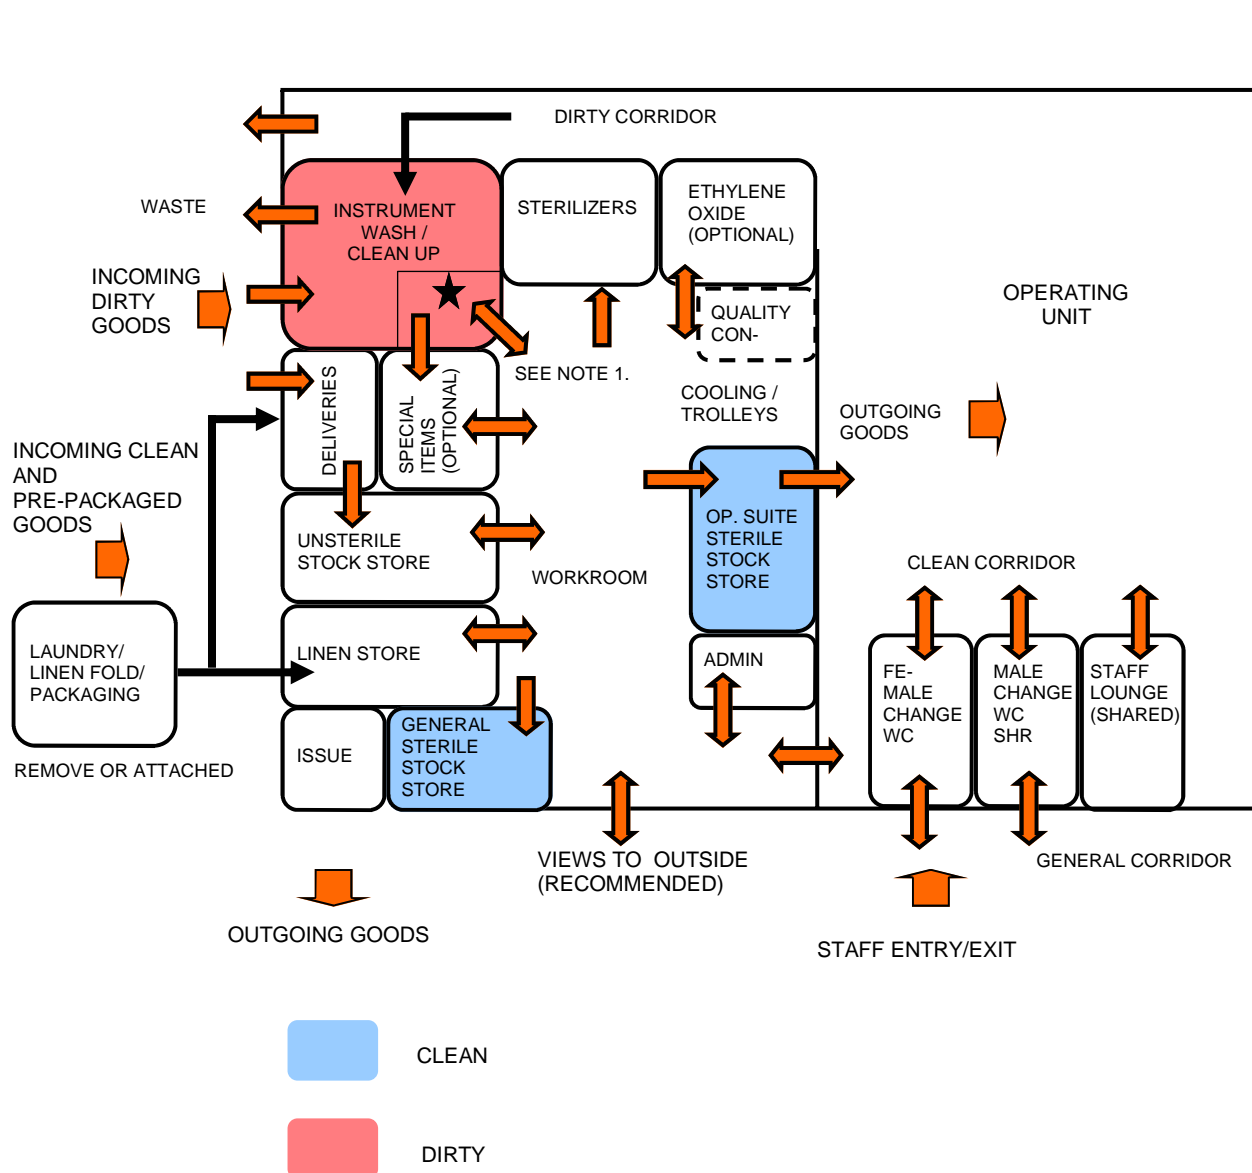 DIRTY CORRIDOR
WASTE
INSTRUMENT
WASH /
CLEAN UP
STERILIZERS
ETHYLENE
OXIDE
(OPTIONAL)
INCOMING
DIRTY
GOODS
QUALITY
CON-
OPERATING
UNIT
SEE NOTE 1.
DELIVERIES
SPECIAL
ITEMS
(OPTIONAL)
COOLING /
TROLLEYS
OUTGOING
GOODS
INCOMING CLEAN
AND
PRE-PACKAGED
GOODS
UNSTERILE
STOCK STORE
OP. SUITE
STERILE
STOCK
STORE
WORKROOM
CLEAN CORRIDOR
LAUNDRY/
LINEN FOLD/
PACKAGING
LINEN STORE
ADMIN
FE-
MALE
CHANGE
WC
MALE
CHANGE
WC
SHR
STAFF
LOUNGE
(SHARED)
REMOVE OR ATTACHED
ISSUE
GENERAL
STERILE
STOCK
STORE
VIEWS TO  OUTSIDE
(RECOMMENDED)
GENERAL CORRIDOR
OUTGOING GOODS
STAFF ENTRY/EXIT
CLEAN
DIRTY